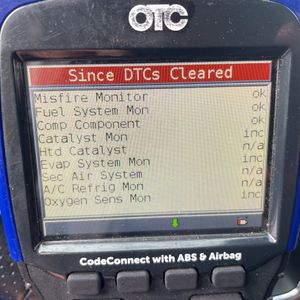 OTC
Since DTCs Cleared
Misfire Monitor ok
Fuel System Mon ok
Comp Component ok
Catalyst Mon inc
Htd Catalyst n/a
Evap System Mon inc
Sec Air System n/a
A/C Refrig Mon n/a
Oxygen Sens Mon inc
CodeConnect with ABS & Airbag